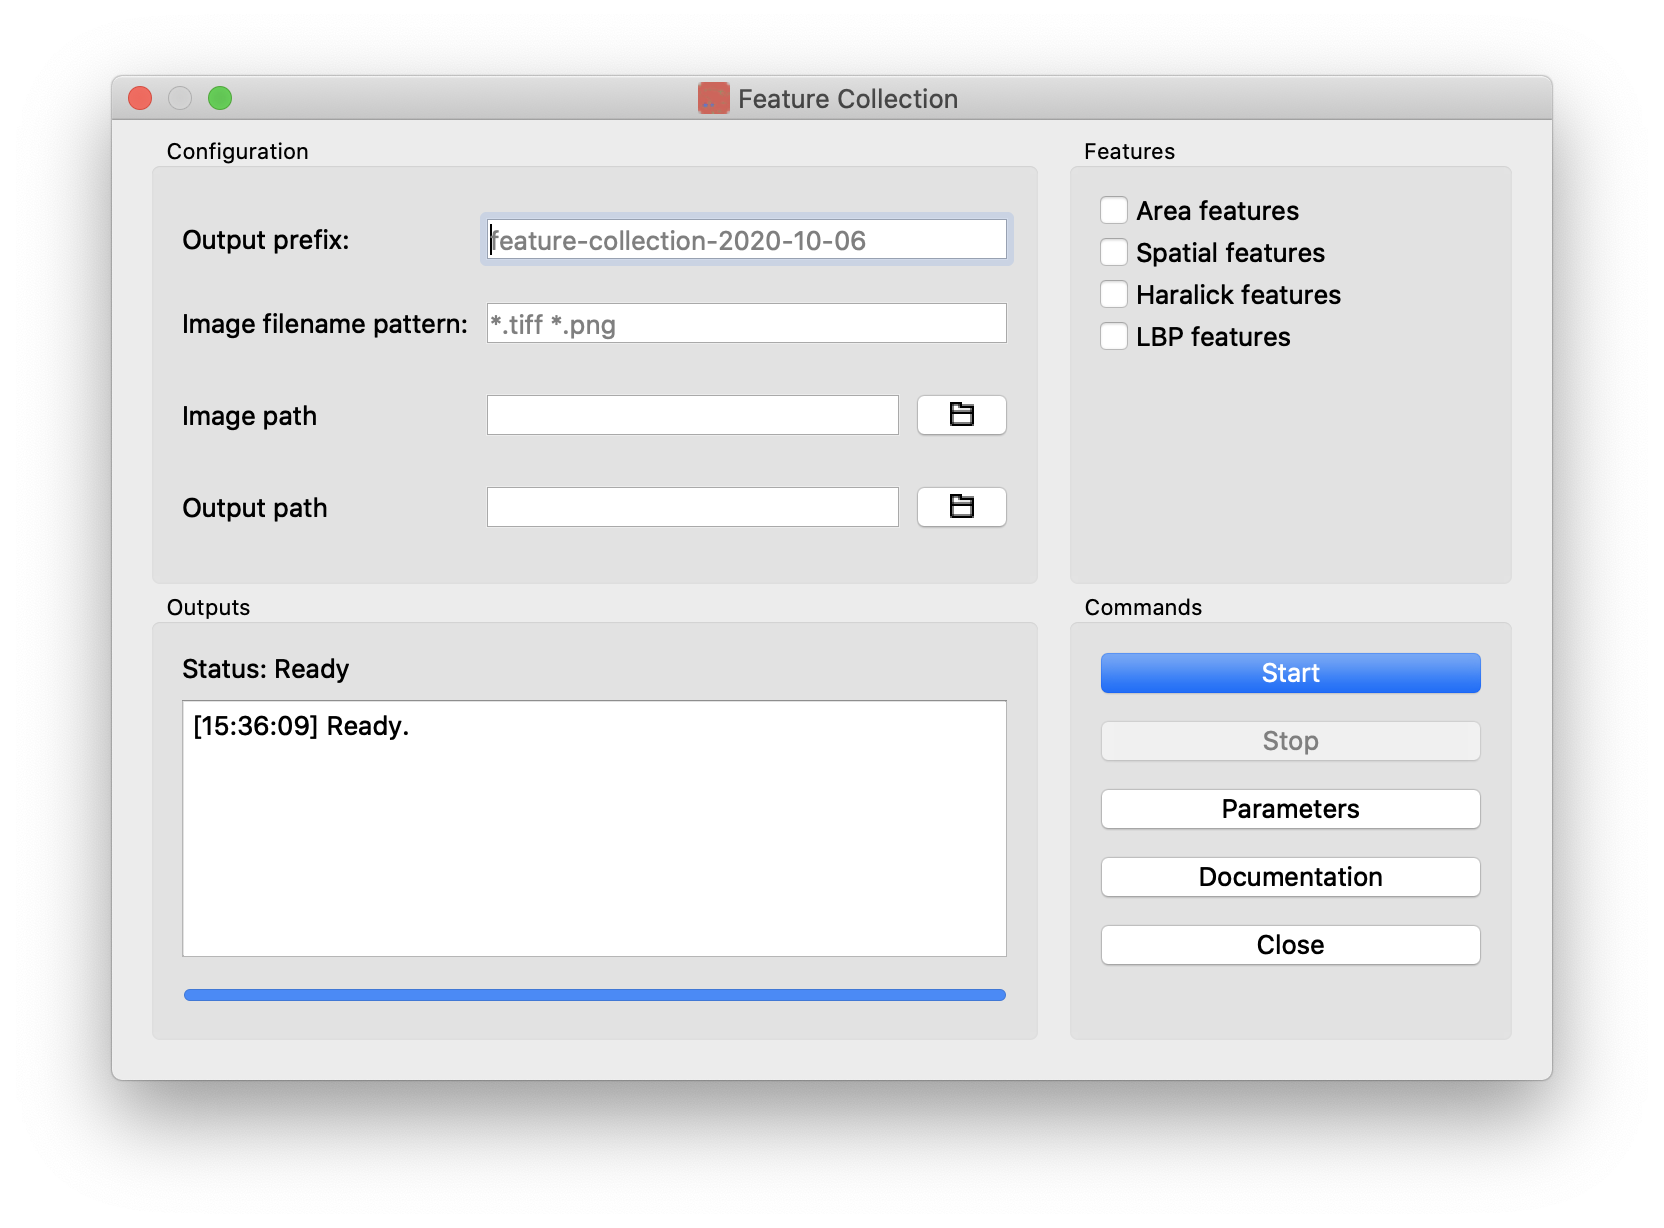 Feature Collection
Configuration
Output prefix:
feature-collection-2020-10-06
Image filename pattern:
*.tiff *.png
Image path
Output path
Features
Area features
Spatial features
Haralick features
LBP features
Outputs
Status: Ready
[15:36:09] Ready.
Commands
Start
Stop
Parameters
Documentation
Close